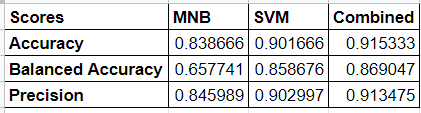 Scores MNB SVM Combined
Accuracy 0.838666 0.901666 0.915333
Balanced Accuracy 0.657741 0.858676 0.869047
Precision 0.845989 0.902997 0.913475